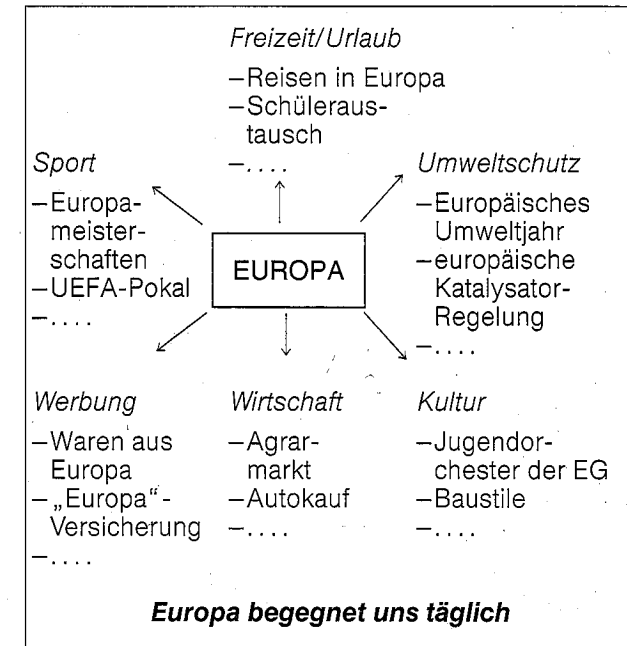 Freizeit/Urlaub
–Reisen in Europa
–Schüleraus-
tausch
–....
Sport
–Europa-
meister-
schaften
–UEFA-Pokal
–....
Umweltschutz
–Europäisches
Umweltjahr
–europäische
Katalysator-
Regelung
–....
EUROPA
Werbung
–Waren aus
Europa
–„Europa“-
Versicherung
–....
Wirtschaft
–Agrar-
markt
–Autokauf
–....
Kultur
–Jugendor-
chester der EG
–Baustile
–....
Europa begegnet uns täglich